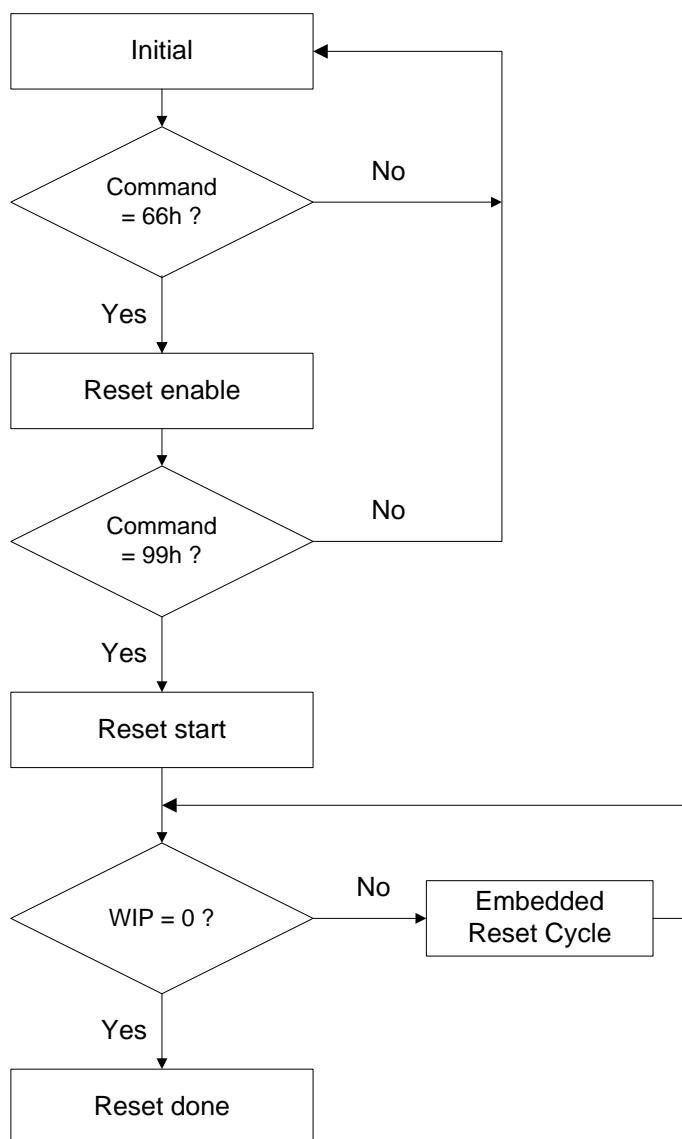 Initial
Command
= 66h ?
No
Yes
Reset enable
Command
= 99h ?
No
Yes
Reset start
WIP = 0 ?
No
Embedded
Reset Cycle
Yes
Reset done